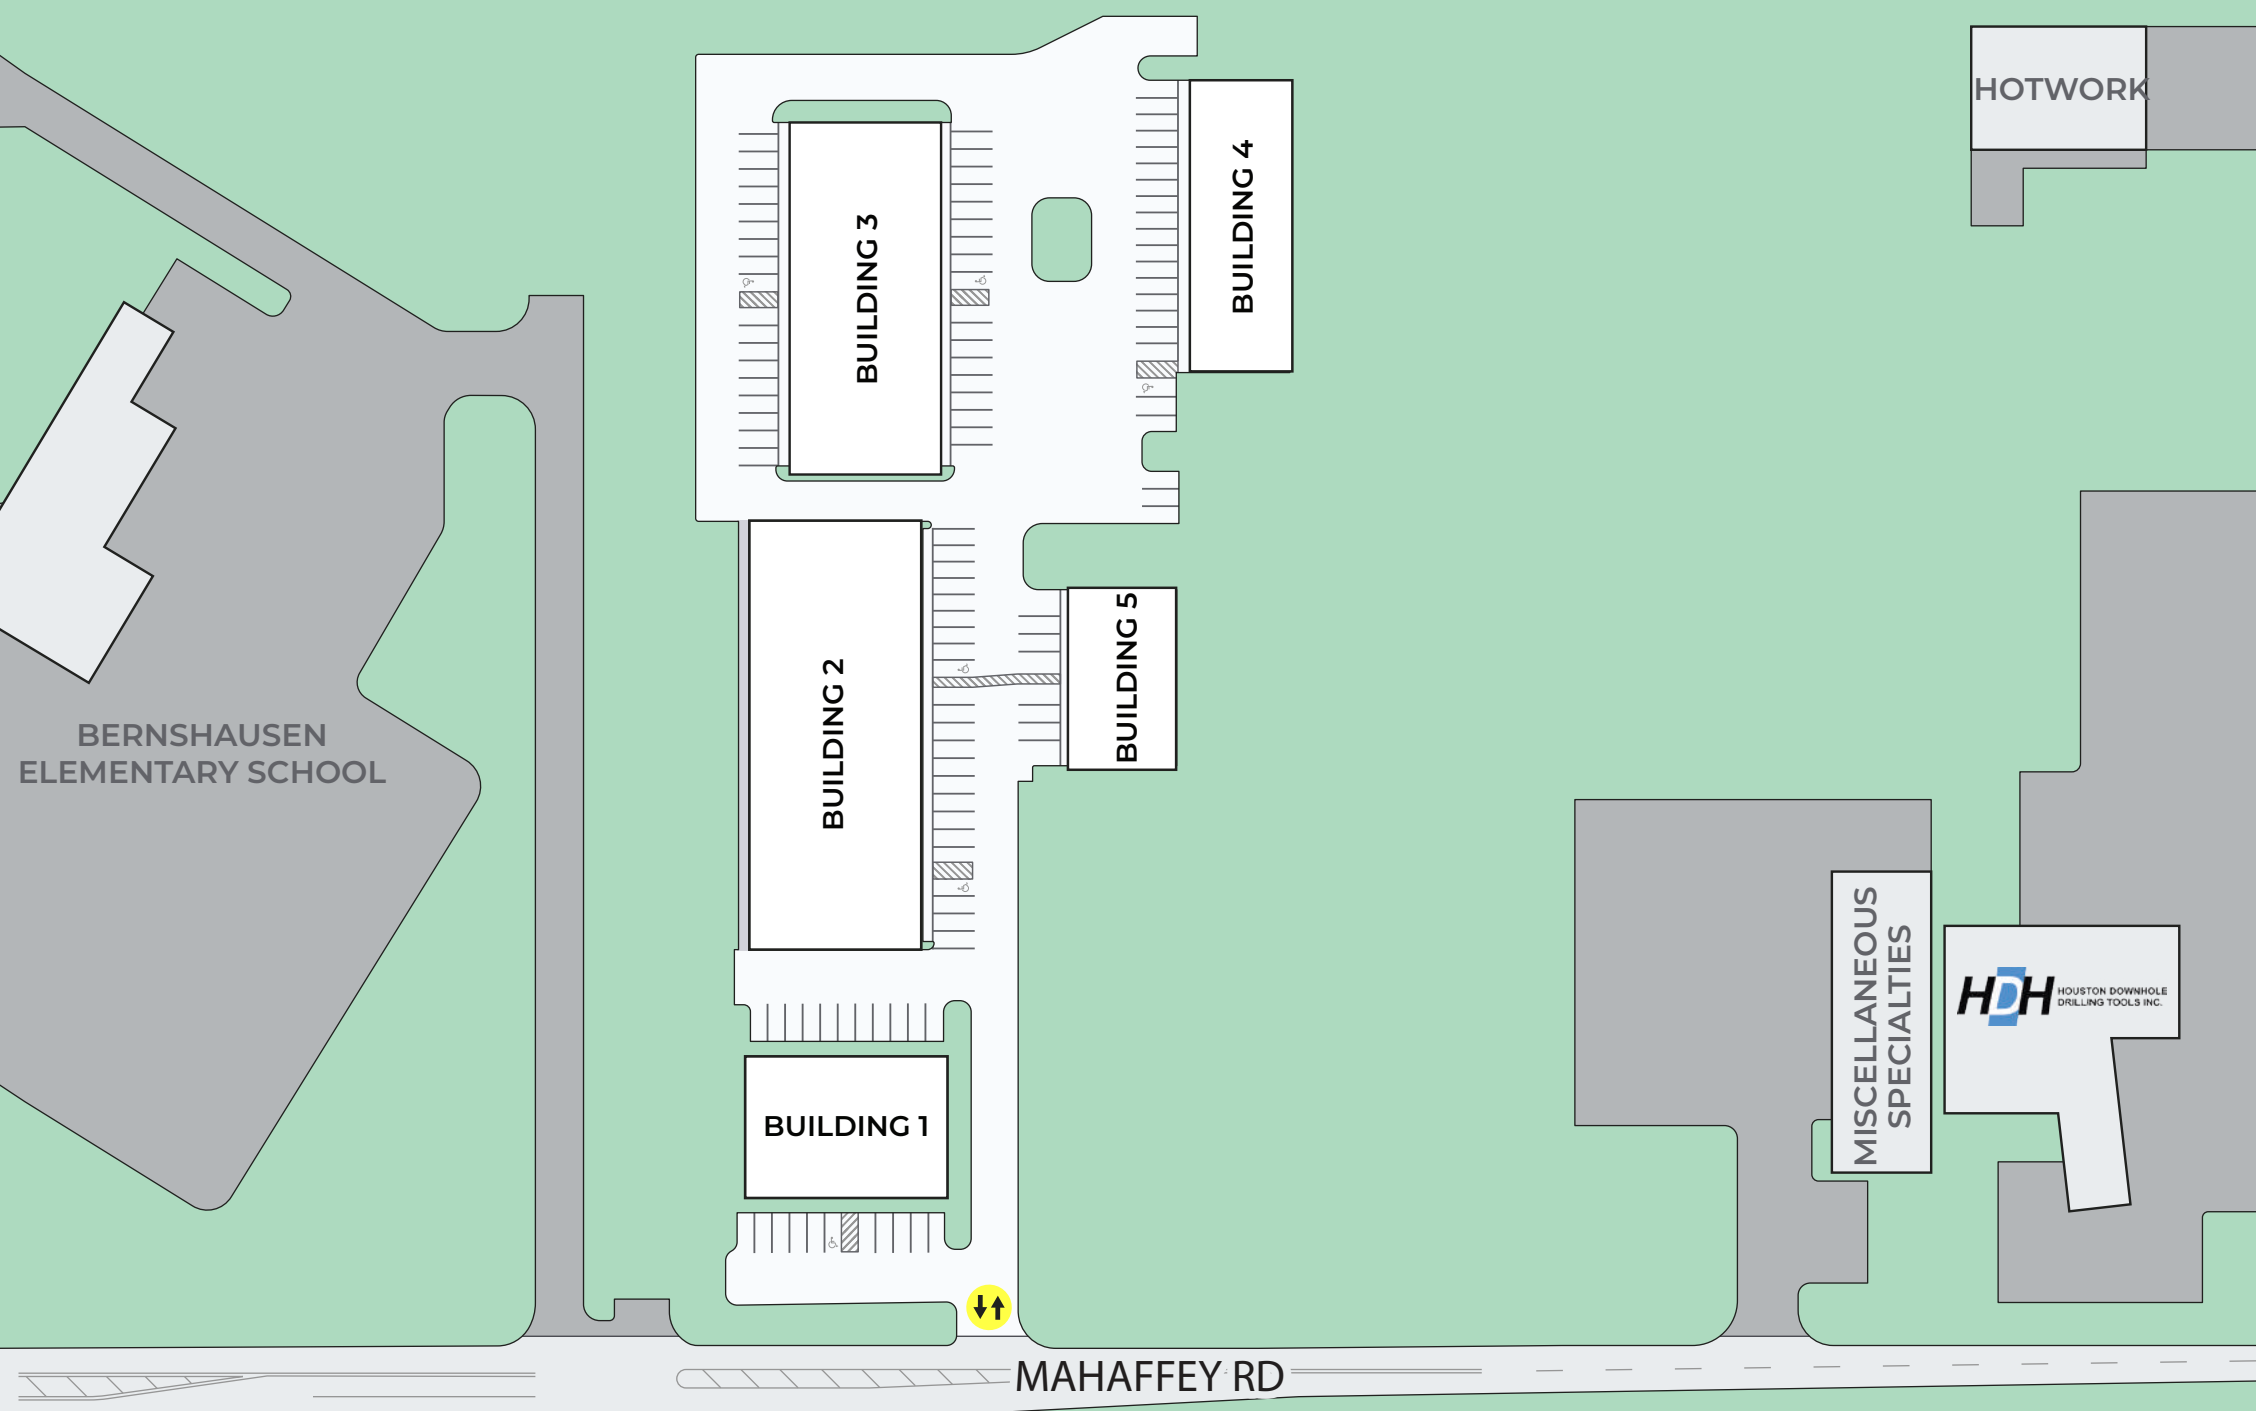 HOTWORK
BUILDING 4
BUILDING 3
BUILDING 5
BUILDING 2
BERNSHAUSEN
ELEMENTARY SCHOOL
MISCELLANEOUS
SPECIALTIES
HDH
HOUSTON DOWNHOLE
DRILLING TOOLS INC.
BUILDING 1
MAHAFFEY RD